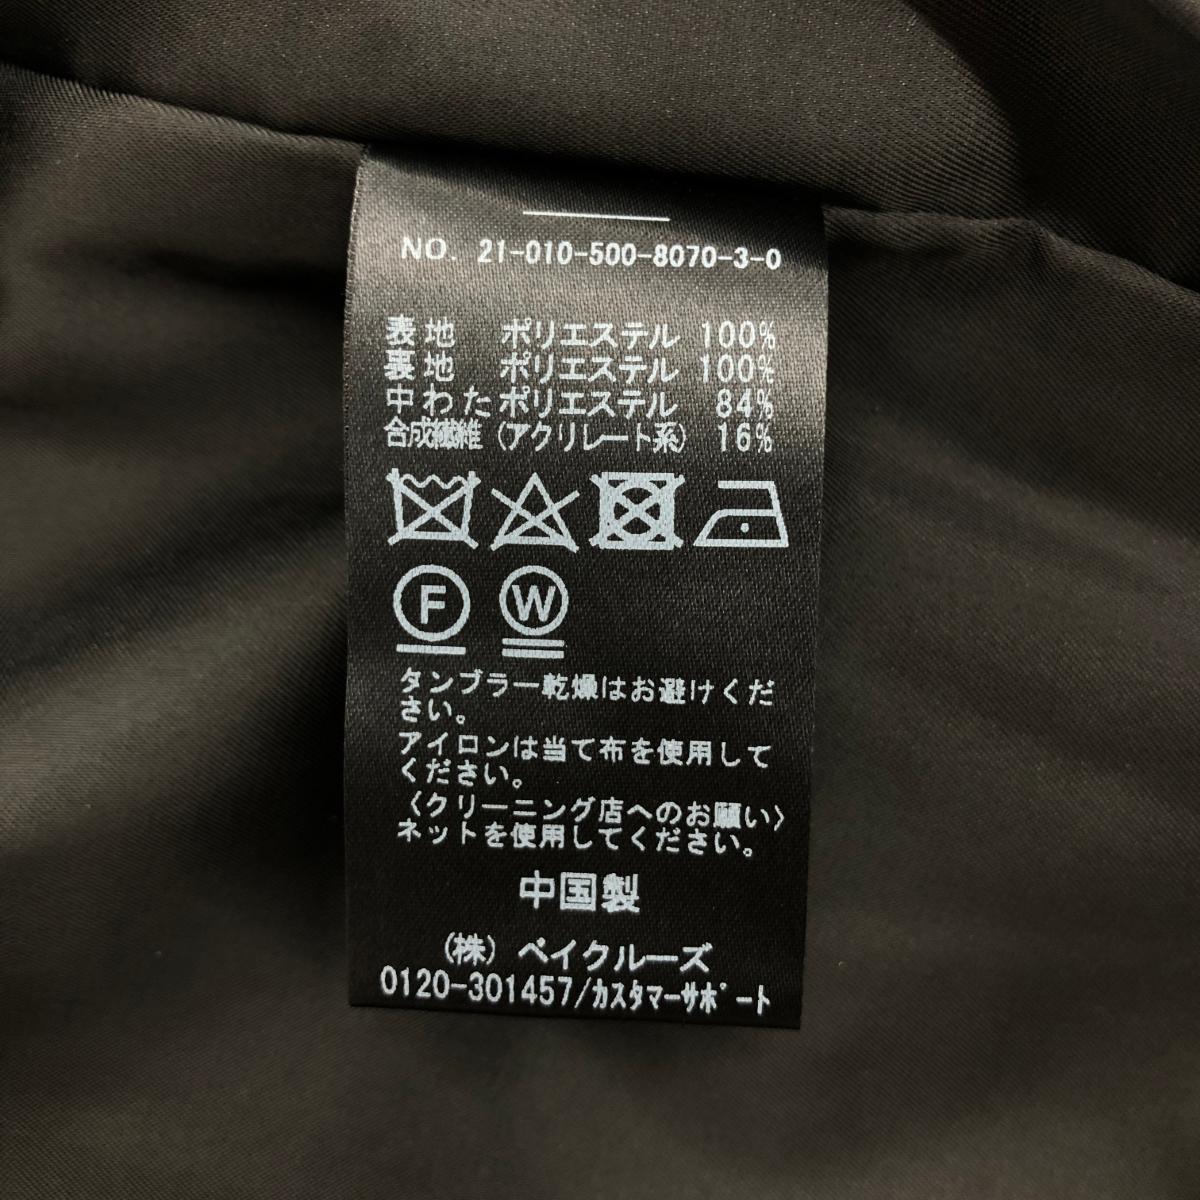 NO. 21-010-500-8070-3-0
表地 ポリエステル 100%
裏地 ポリエステル 100%
中わた ポリエステル 84%
合成繊維 (アクリレート系) 16%
F W
タンブラー乾燥はお避けくだ
さい。
アイロンは当て布を使用して
ください。
〈クリーニング店へのお願い〉
ネットを使用してください。
中国製
(株) ベイクルーズ
0120-301457/カスタマーサポート